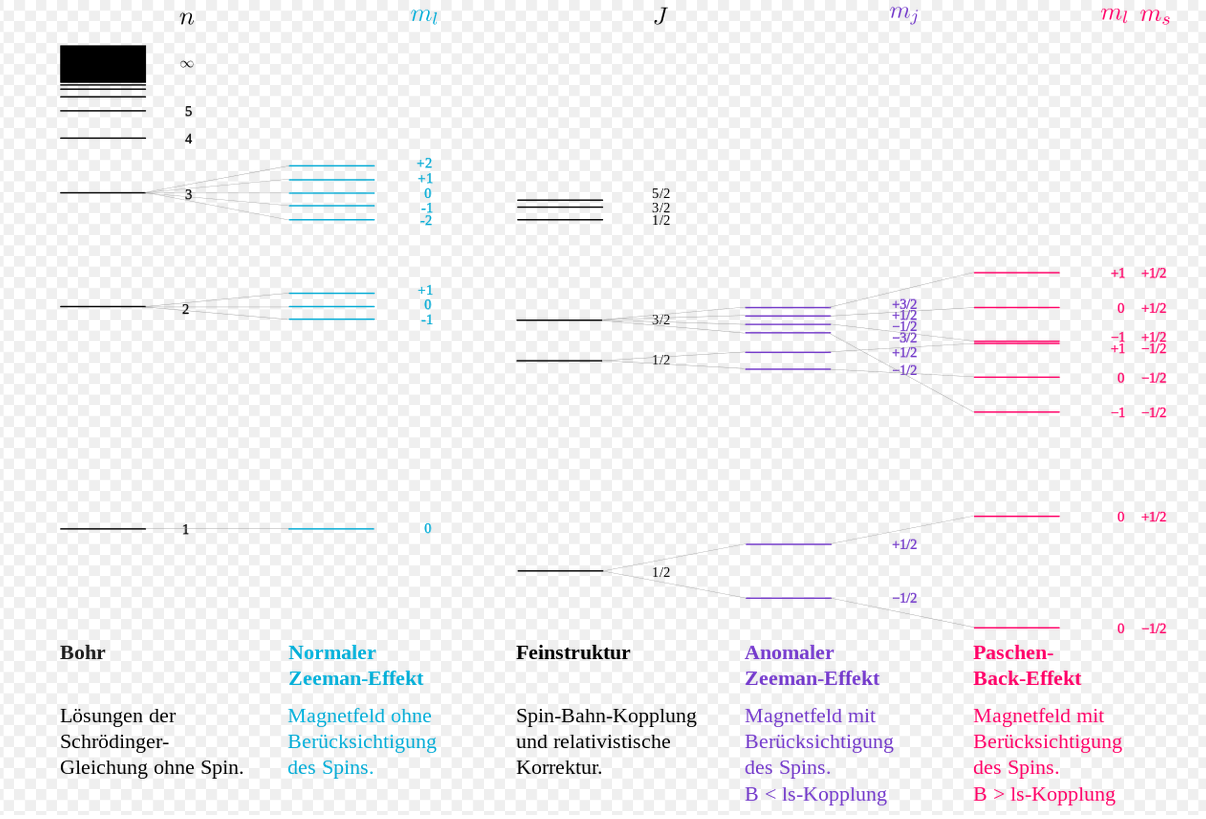 n m_l J m_j m_l m_s
∞
5
4
3
2
1
+2
+1
0
-1
-2
+1
0
-1
0
5/2
3/2
1/2
3/2
1/2
1/2
+3/2
+1/2
−1/2
−3/2
+1/2
−1/2
+1/2
−1/2
+1 +1/2
0 +1/2
−1 +1/2
+1 −1/2
0 −1/2
−1 −1/2
0 +1/2
0 −1/2
Bohr
Lösungen der
Schrödinger-
Gleichung ohne Spin.
Normaler
Zeeman-Effekt
Magnetfeld ohne
Berücksichtigung
des Spins.
Feinstruktur
Spin-Bahn-Kopplung
und relativistische
Korrektur.
Anomaler
Zeeman-Effekt
Magnetfeld mit
Berücksichtigung
des Spins.
B < ls-Kopplung
Paschen-
Back-Effekt
Magnetfeld mit
Berücksichtigung
des Spins.
B > ls-Kopplung